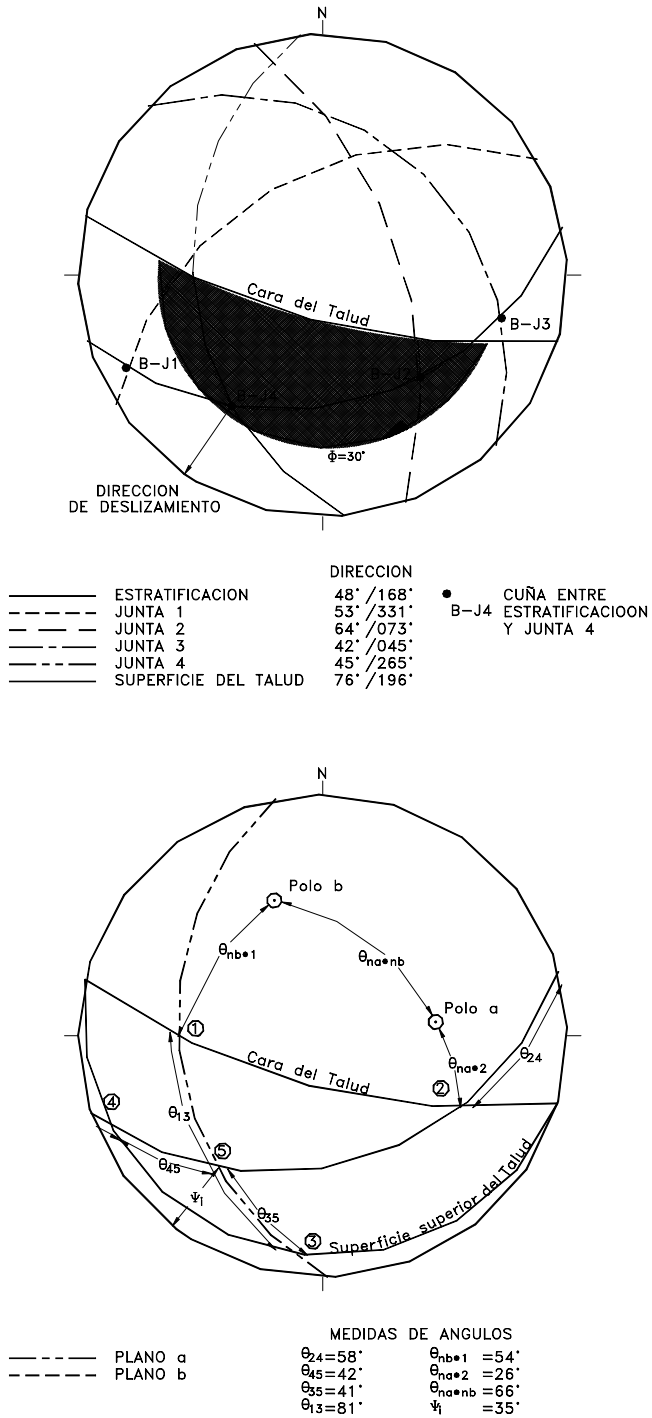 N
Cara del Talud
B-J3
B-J1
B-J2
B-J4
Φ=30°
DIRECCION
DE DESLIZAMIENTO
DIRECCION
ESTRATIFICACION 48°/168°
JUNTA 1 53°/331°
JUNTA 2 64°/073°
JUNTA 3 42°/045°
JUNTA 4 45°/265°
SUPERFICIE DEL TALUD 76°/196°
CUÑA ENTRE
B-J4 ESTRATIFICACIOON
Y JUNTA 4
N
Polo b
θnb•1
θna•nb
Polo a
1
θna•2
Cara del Talud
2
θ24
4
θ13
5
θ45
Ψi
θ35
3
Superficie superior del Talud
MEDIDAS DE ANGULOS
PLANO a
PLANO b
θ24=58° θnb•1 =54°
θ45=42° θna•2 =26°
θ35=41° θna•nb =66°
θ13=81° Ψi =35°